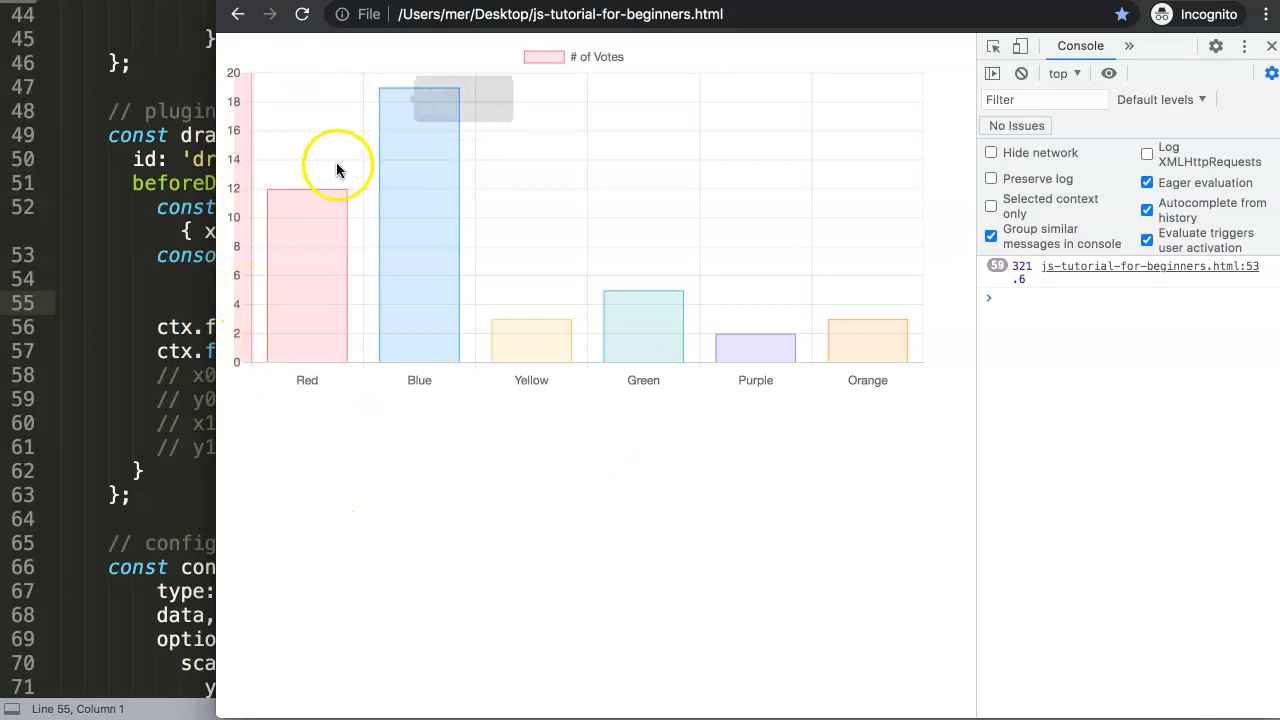 File /Users/mer/Desktop/js-tutorial-for-beginners.html Incognito
44
45 }
46 };
47
48 // plugin
49 const dra
50 id: 'dr
51 beforeD
52 const
{ x
53 conso
54
55
56 ctx.f
57 ctx.f
58 // x0
59 // y0
60 // x1
61 // y1
62 }
63 };
64
65 // config
66 const con
67 type:
68 data,
69 optio
70 sca
71 y
Line 55, Column 1
# of Votes
20
18
16
14
12
10
8
6
4
2
0
Red Blue Yellow Green Purple Orange
Console »
top ▼
Filter Default levels ▼
No Issues
Hide network
Log XMLHttpRequests
Preserve log
Eager evaluation
Selected context only
Autocomplete from history
Group similar messages in console
Evaluate triggers user activation
59 321.6 js-tutorial-for-beginners.html:53